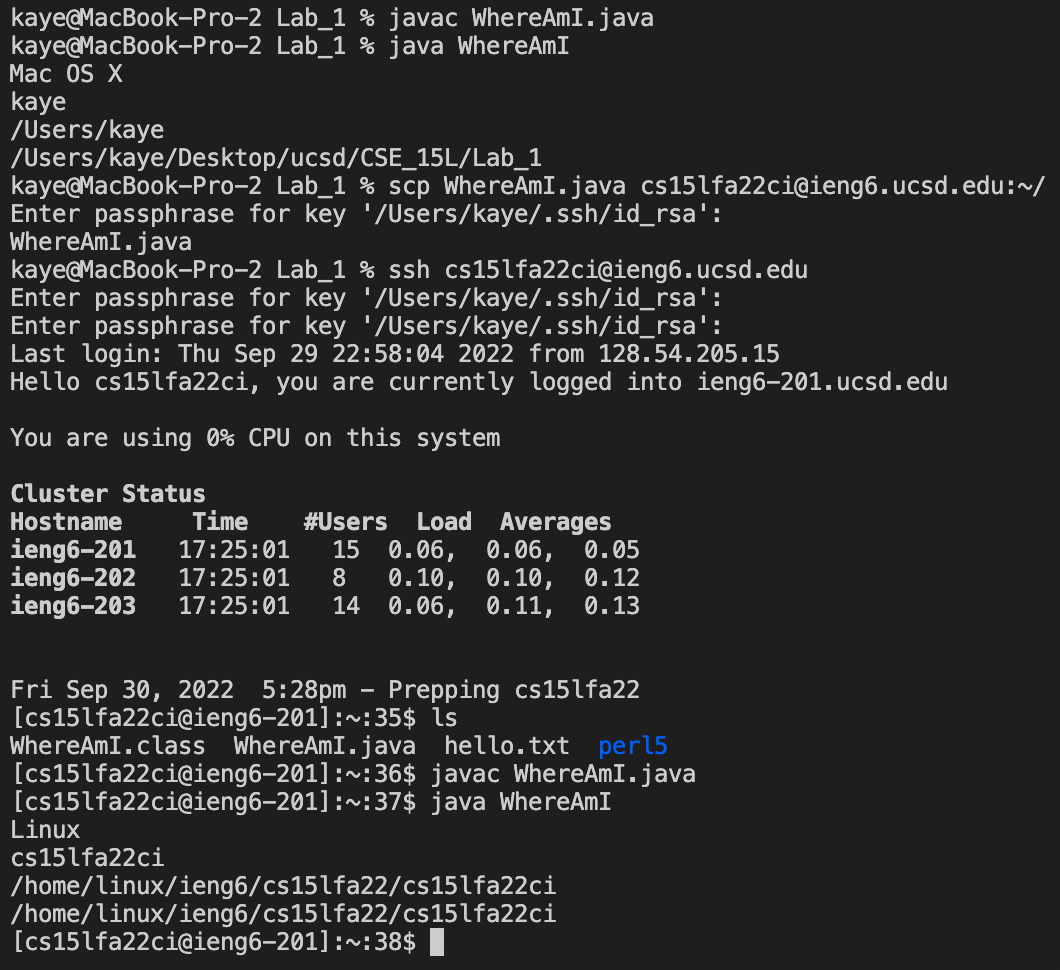 kaye@MacBook-Pro-2 Lab_1 % javac WhereAmI.java
kaye@MacBook-Pro-2 Lab_1 % java WhereAmI
Mac OS X
kaye
/Users/kaye
/Users/kaye/Desktop/ucsd/CSE_15L/Lab_1
kaye@MacBook-Pro-2 Lab_1 % scp WhereAmI.java cs15lfa22ci@ieng6.ucsd.edu:~/
Enter passphrase for key '/Users/kaye/.ssh/id_rsa':
WhereAmI.java
kaye@MacBook-Pro-2 Lab_1 % ssh cs15lfa22ci@ieng6.ucsd.edu
Enter passphrase for key '/Users/kaye/.ssh/id_rsa':
Enter passphrase for key '/Users/kaye/.ssh/id_rsa':
Last login: Thu Sep 29 22:58:04 2022 from 128.54.205.15
Hello cs15lfa22ci, you are currently logged into ieng6-201.ucsd.edu

You are using 0% CPU on this system

Cluster Status
Hostname     Time    #Users  Load  Averages
ieng6-201   17:25:01   15  0.06,  0.06,  0.05
ieng6-202   17:25:01   8   0.10,  0.10,  0.12
ieng6-203   17:25:01   14  0.06,  0.11,  0.13

Fri Sep 30, 2022  5:28pm - Prepping cs15lfa22
[cs15lfa22ci@ieng6-201]:~:35$ ls
WhereAmI.class  WhereAmI.java  hello.txt  perl5
[cs15lfa22ci@ieng6-201]:~:36$ javac WhereAmI.java
[cs15lfa22ci@ieng6-201]:~:37$ java WhereAmI
Linux
cs15lfa22ci
/home/linux/ieng6/cs15lfa22/cs15lfa22ci
/home/linux/ieng6/cs15lfa22/cs15lfa22ci
[cs15lfa22ci@ieng6-201]:~:38$